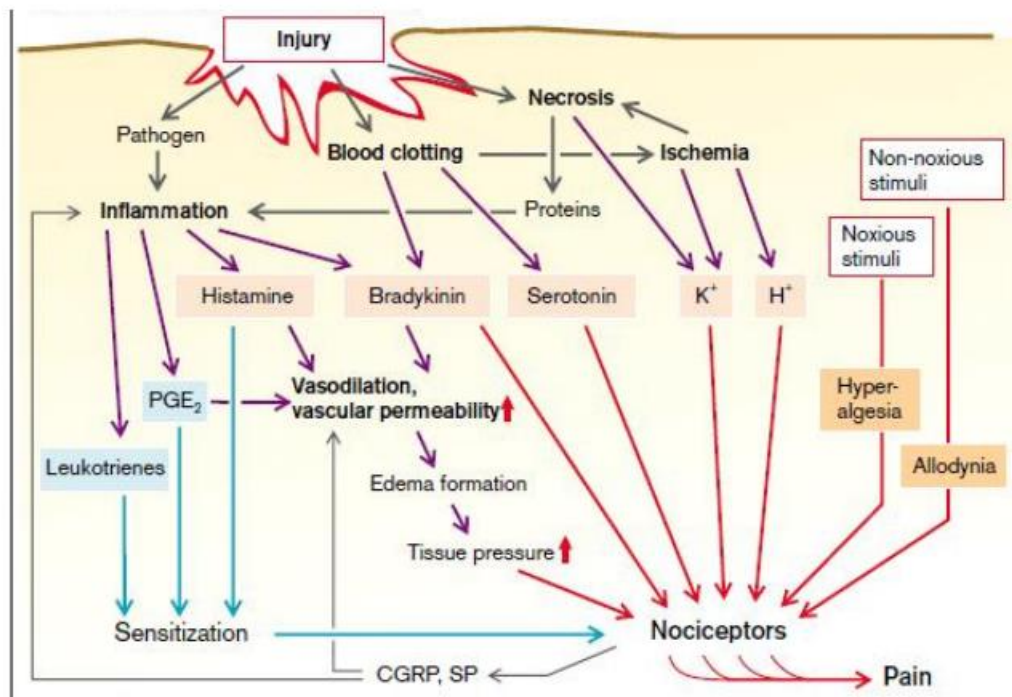 Injury
Necrosis
Pathogen
Blood clotting
Ischemia
Non-noxious
stimuli
Inflammation
Proteins
Noxious
stimuli
Histamine
Bradykinin
Serotonin
K+
H+
Vasodilation,
vascular permeability
PGE2
Hyper-
algesia
Leukotrienes
Edema formation
Allodynia
Tissue pressure
Sensitization
Nociceptors
CGRP, SP
Pain